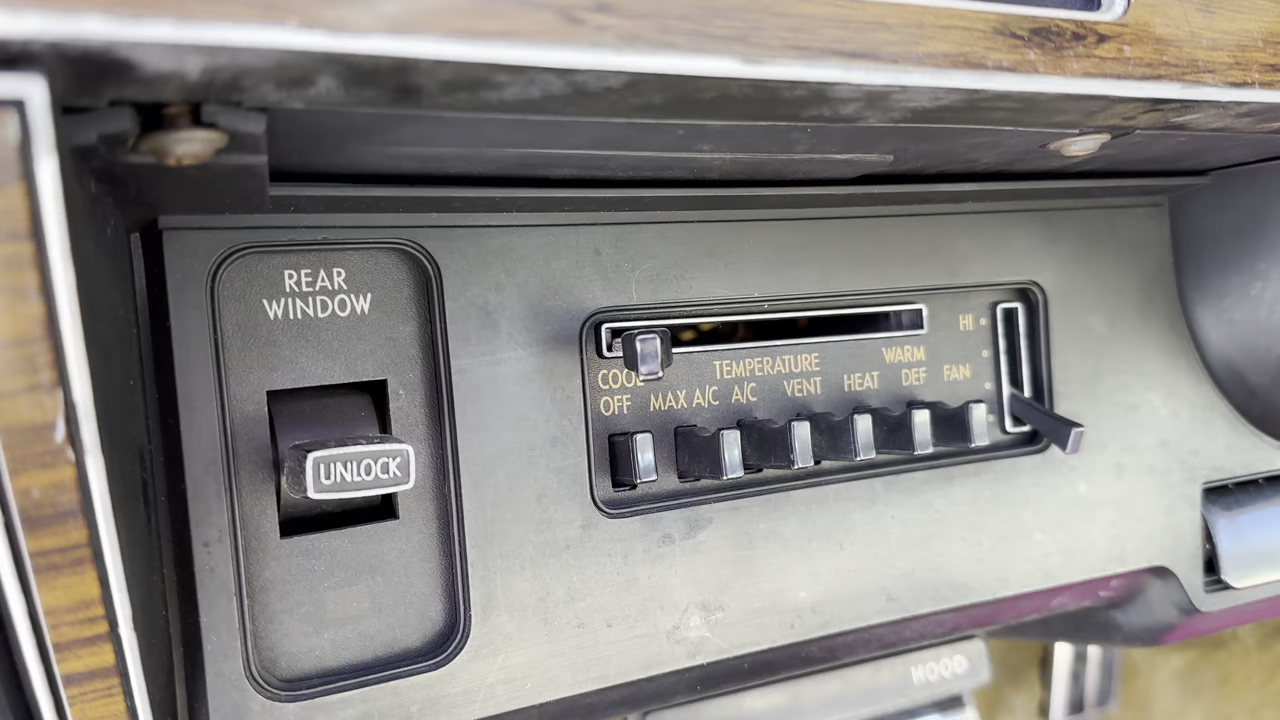 REAR
WINDOW
UNLOCK
HI
COOL TEMPERATURE WARM
OFF MAX A/C A/C VENT HEAT DEF FAN
HOOD